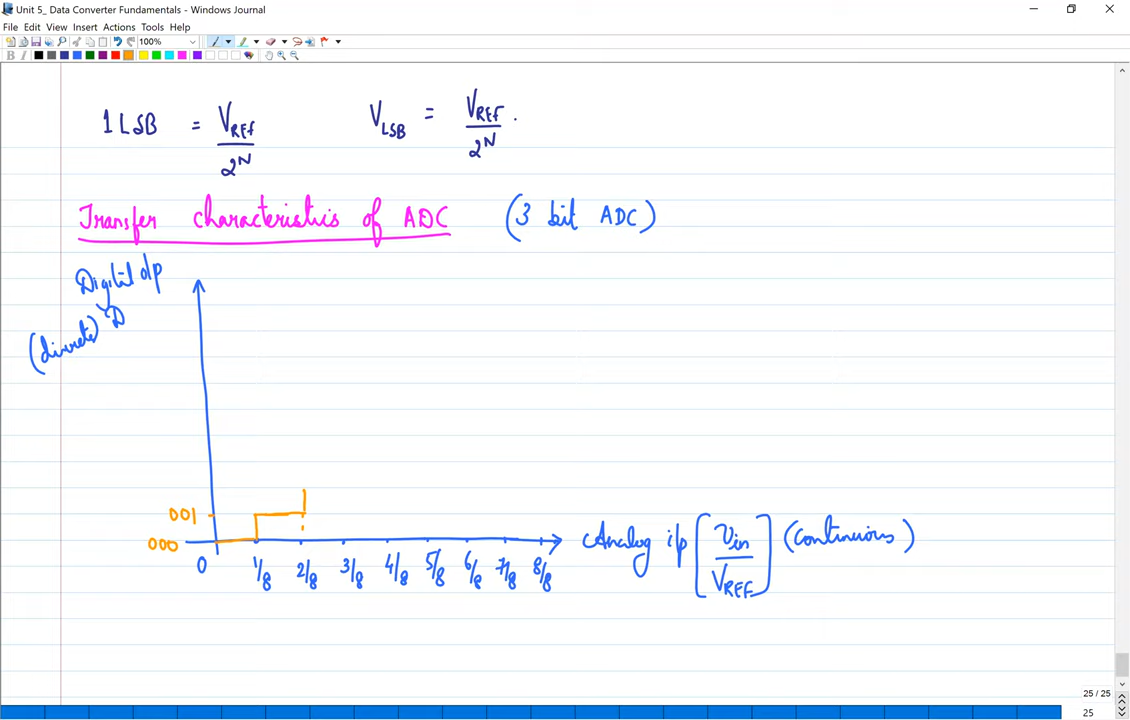 Unit 5_ Data Converter Fundamentals - Windows Journal
File Edit View Insert Actions Tools Help
100%
B I
1 LSB = VREF / 2^N VLSB = VREF / 2^N .
Transfer characteristics of ADC (3 bit ADC)
Digital o/p
D
(discrete)
001
000
Analog i/p [Vin / VREF] (continuous)
0 1/8 2/8 3/8 4/8 5/8 6/8 7/8 8/8
25 / 25
25